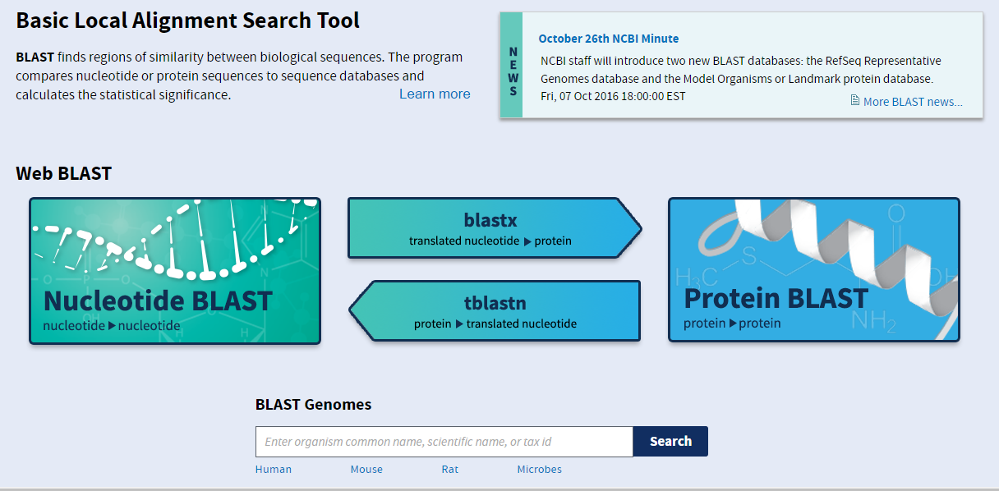 Basic Local Alignment Search Tool
BLAST finds regions of similarity between biological sequences. The program
compares nucleotide or protein sequences to sequence databases and
calculates the statistical significance.
Learn more
NEWS
October 26th NCBI Minute
NCBI staff will introduce two new BLAST databases: the RefSeq Representative
Genomes database and the Model Organisms or Landmark protein database.
Fri, 07 Oct 2016 18:00:00 EST
More BLAST news...
Web BLAST
O
P
O
N
N
OH
O
H
Nucleotide BLAST
nucleotide ▶ nucleotide
blastx
translated nucleotide ▶ protein
tblastn
protein ▶ translated nucleotide
O
S
H₃C
OH
NH₂
Protein BLAST
protein ▶ protein
BLAST Genomes
Enter organism common name, scientific name, or tax id
Search
Human Mouse Rat Microbes